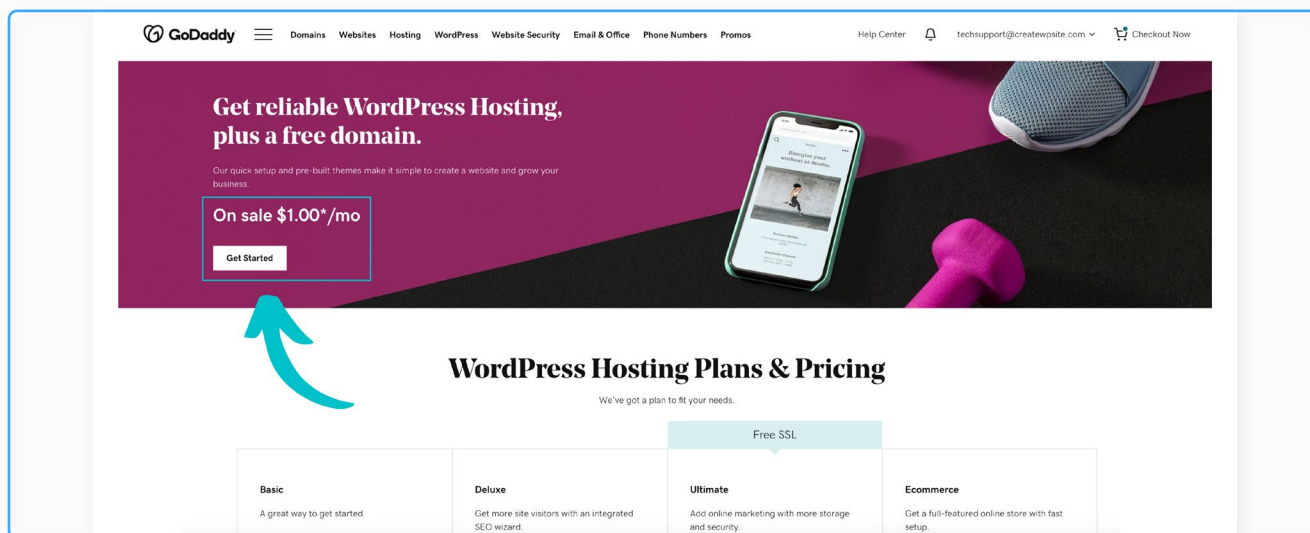 GoDaddy
Domains Websites Hosting WordPress Website Security Email & Office Phone Numbers Promos
Help Center techsupport@createwpsite.com Checkout Now
Get reliable WordPress Hosting,
plus a free domain.
Our quick setup and pre-built themes make it simple to create a website and grow your
business.
On sale $1.00*/mo
Get Started
Energize your
workout at Studio.
WordPress Hosting Plans & Pricing
We've got a plan to fit your needs.
Free SSL
Basic
A great way to get started.
Deluxe
Get more site visitors with an integrated
SEO wizard.
Ultimate
Add online marketing with more storage
and security.
Ecommerce
Get a full-featured online store with fast
setup.